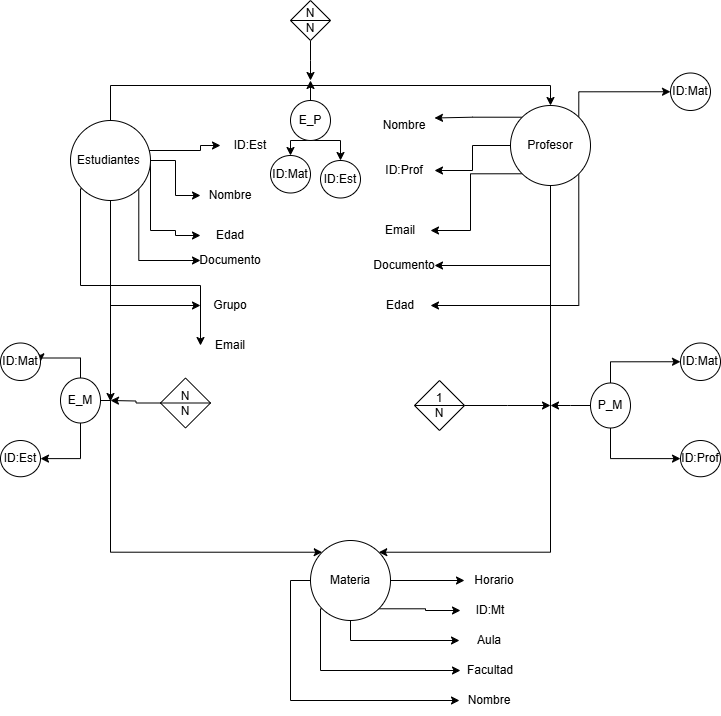 N
N
E_P
ID:Mat
ID:Est
Estudiantes
ID:Est
Nombre
Edad
Documento
Grupo
Email
Profesor
ID:Mat
Nombre
ID:Prof
Email
Documento
Edad
ID:Mat
E_M
ID:Est
N
N
1
N
P_M
ID:Mat
ID:Prof
Materia
Horario
ID:Mt
Aula
Facultad
Nombre